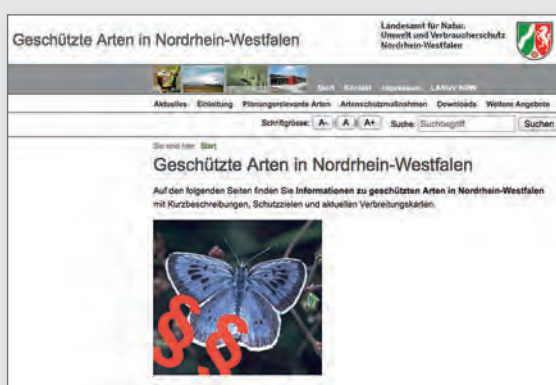 Geschützte Arten in Nordrhein-Westfalen
Landesamt für Natur,
Umwelt und Verbraucherschutz
Nordrhein-Westfalen
Start Kontakt Impressum LANUV NRW
Aktuelles Einleitung Planungsrelevante Arten Artenschutzmaßnahmen Downloads Weitere Angebote
Schriftgrösse: A- A A+ Suche: Suchbegriff Suchen
Sie sind hier: Start
Geschützte Arten in Nordrhein-Westfalen
Auf den folgenden Seiten finden Sie Informationen zu geschützten Arten in Nordrhein-Westfalen
mit Kurzbeschreibungen, Schutzzielen und aktuellen Verbreitungskarten.
§§